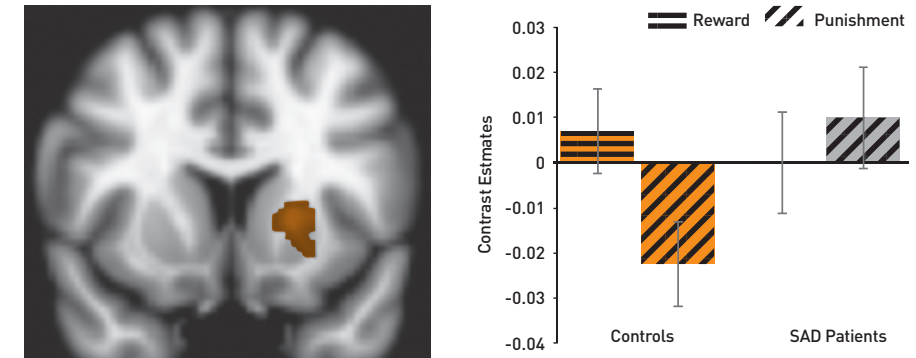 Reward Punishment
Contrast Estmates
0.03
0.02
0.01
0
-0.01
-0.02
-0.03
-0.04
Controls SAD Patients